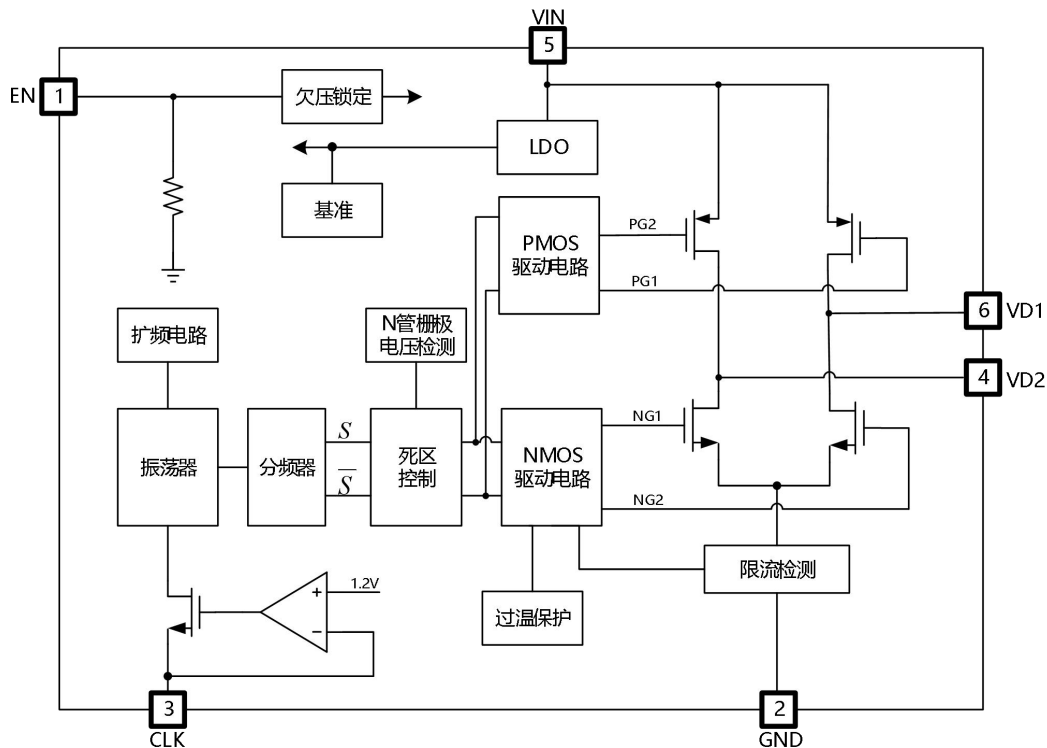 VIN
5
EN
1
欠压锁定
LDO
基准
PMOS
驱动电路
PG2
PG1
6
VD1
4
VD2
扩频电路
N管栅极
电压检测
振荡器
分频器
S
S̅
死区
控制
NMOS
驱动电路
NG1
NG2
限流检测
过温保护
1.2V
+
−
3
CLK
2
GND